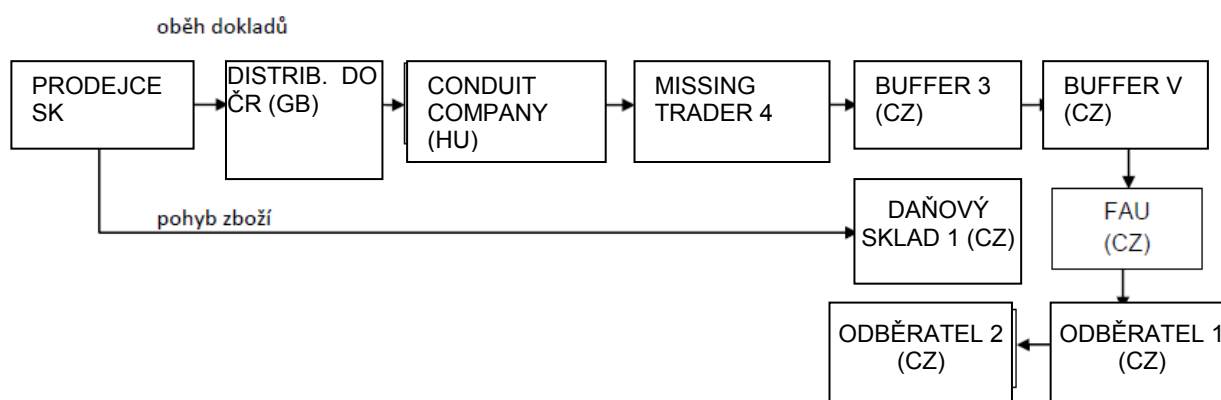 oběh dokladů
PRODEJCE
SK
DISTRIB. DO
ČR (GB)
CONDUIT
COMPANY
(HU)
MISSING
TRADER 4
BUFFER 3
(CZ)
BUFFER V
(CZ)
pohyb zboží
DAŇOVÝ
SKLAD 1 (CZ)
FAU
(CZ)
ODBĚRATEL 2
(CZ)
ODBĚRATEL 1
(CZ)